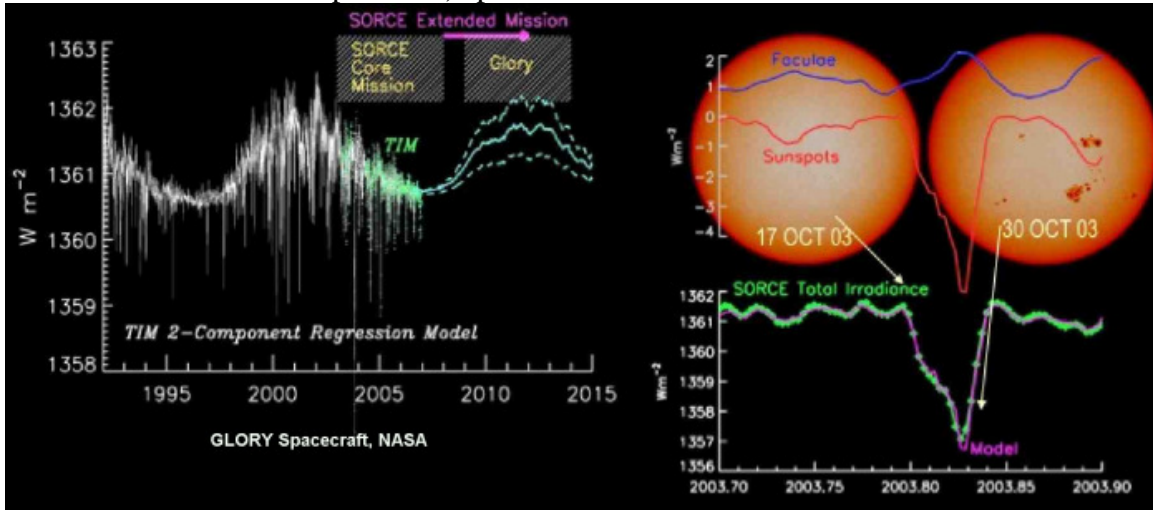 SORCE Extended Mission
1363
1362
1361
1360
1359
1358
W m⁻²
SORCE
Core
Mission
Glory
TIM
TIM 2-Component Regression Model
1995
2000
2005
2010
2015
GLORY Spacecraft, NASA
2
1
0
-1
-2
-3
-4
Wm⁻²
Faculae
Sunspots
17 OCT 03
30 OCT 03
SORCE Total Irradiance
1362
1361
1360
1359
1358
1357
1356
Wm⁻²
Model
2003.70
2003.75
2003.80
2003.85
2003.90